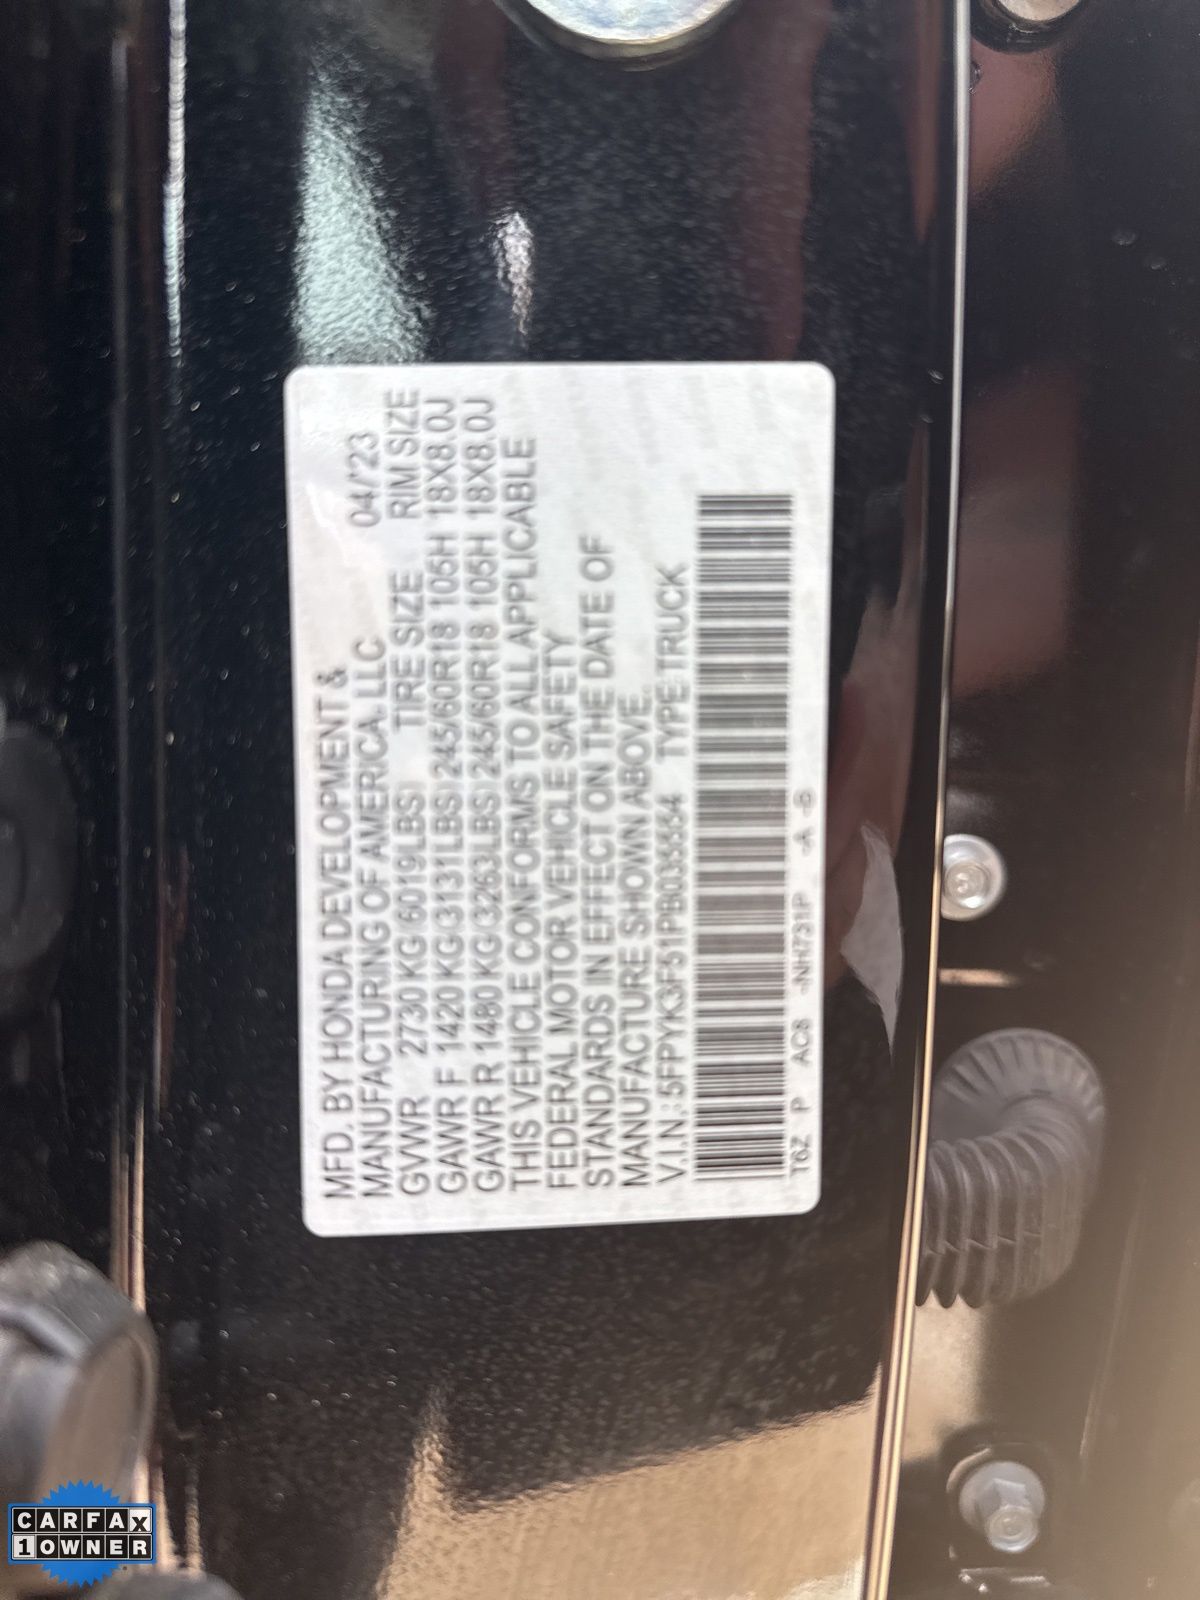 MFD. BY HONDA DEVELOPMENT &
MANUFACTURING OF AMERICA, LLC 04/'23
GVWR 2730 KG (6019LBS) TIRE SIZE RIM SIZE
GAWR F 1420 KG (3131LBS) 245/60R18 105H 18X8.0J
GAWR R 1480 KG (3263LBS) 245/60R18 105H 18X8.0J
THIS VEHICLE CONFORMS TO ALL APPLICABLE
FEDERAL MOTOR VEHICLE SAFETY
STANDARDS IN EFFECT ON THE DATE OF
MANUFACTURE SHOWN ABOVE.
V.I.N.: TYPE:TRUCK
T6Z P AC8 -NH731P -A -B
CARFAX
1 OWNER